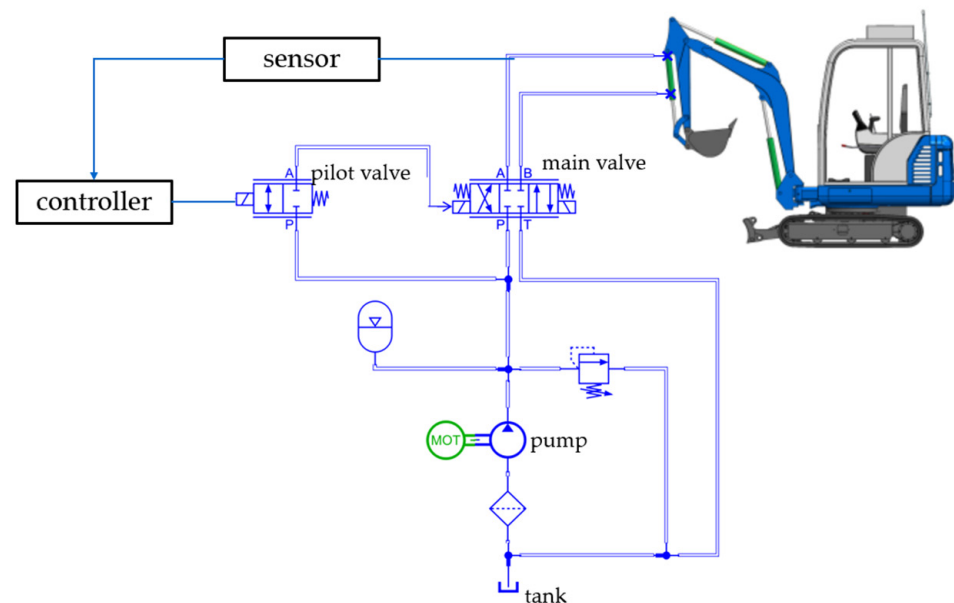 sensor
A
pilot valve
A B
main valve
controller
P
P T
MOT
pump
tank